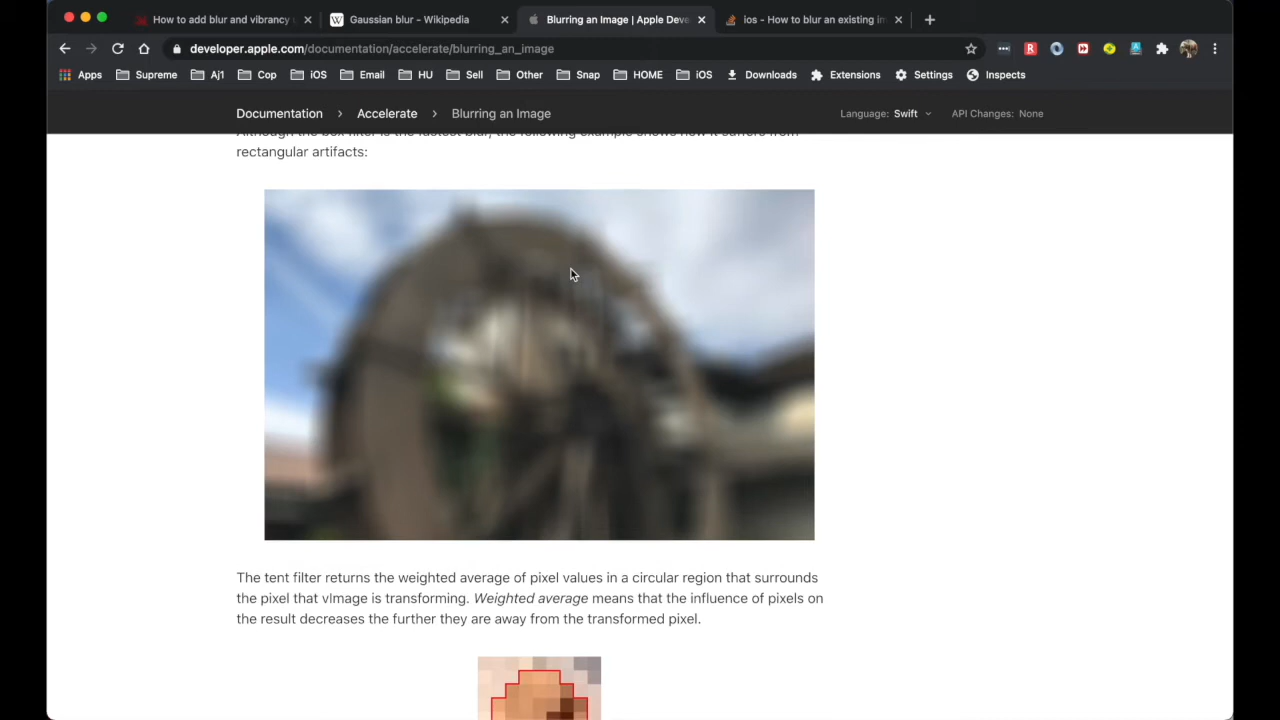 How to add blur and vibrancy
Gaussian blur - Wikipedia
Blurring an Image | Apple Deve
ios - How to blur an existing im
developer.apple.com/documentation/accelerate/blurring_an_image
Apps
Supreme
Aj1
Cop
iOS
Email
HU
Sell
Other
Snap
HOME
iOS
Downloads
Extensions
Settings
Inspects
Documentation > Accelerate > Blurring an Image
Language: Swift
API Changes: None
Although the box filter is the fastest blur, the following example shows how it suffers from
rectangular artifacts:
The tent filter returns the weighted average of pixel values in a circular region that surrounds
the pixel that vImage is transforming. Weighted average means that the influence of pixels on
the result decreases the further they are away from the transformed pixel.